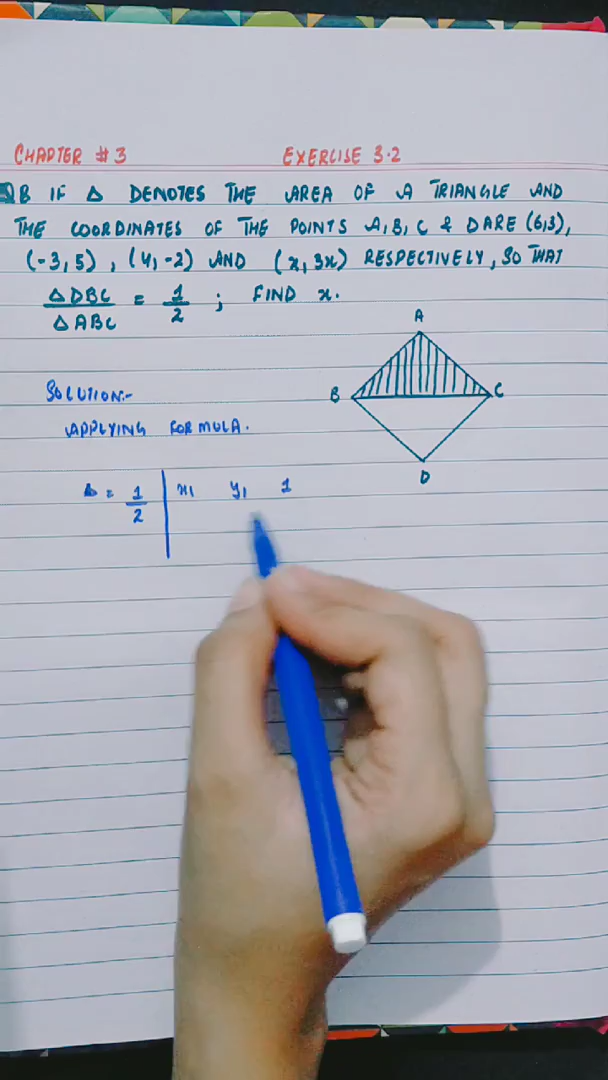 CHAPTER # 3 EXERCISE 3.2
QB IF Δ DENOTES THE AREA OF A TRIANGLE AND
THE COORDINATES OF THE POINTS A, B, C & D ARE (6,3),
(-3, 5), (4, -2) AND (x, 3x) RESPECTIVELY, SO THAT
ΔDBC / ΔABC = 1/2 ; FIND x.
A
SOLUTION:-
B C
APPLYING FORMULA.
D
Δ = 1/2 | x₁ y₁ 1